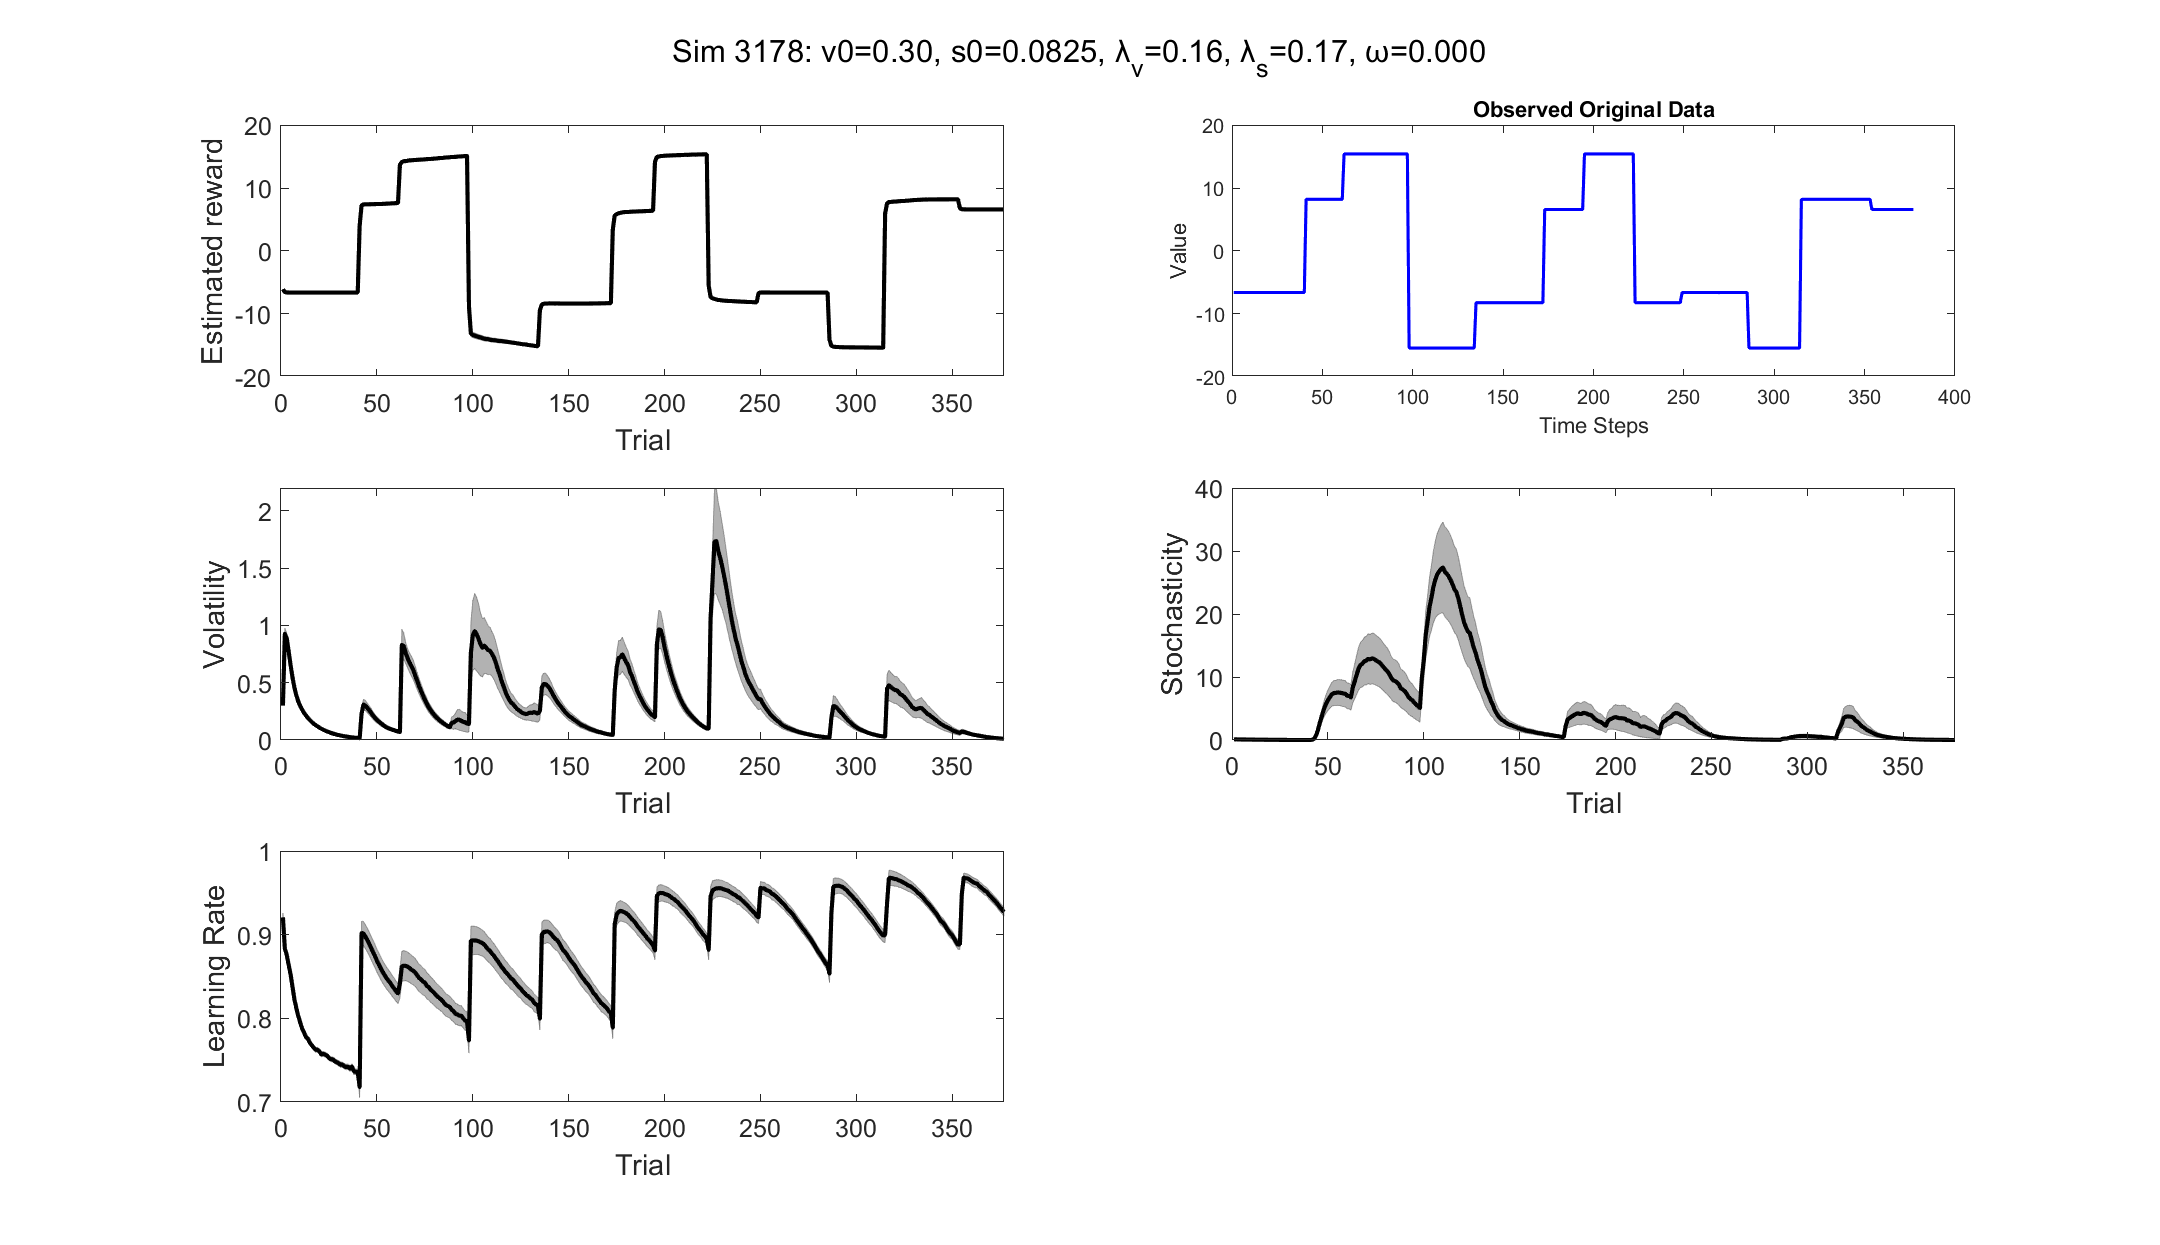 Sim 3178: v0=0.30, s0=0.0825, λv=0.16, λs=0.17, ω=0.000
Estimated reward
20
10
0
-10
-20
0 50 100 150 200 250 300 350
Trial
Observed Original Data
Value
20
10
0
-10
-20
0 50 100 150 200 250 300 350 400
Time Steps
Volatility
2
1.5
1
0.5
0
0 50 100 150 200 250 300 350
Trial
Stochasticity
40
30
20
10
0
0 50 100 150 200 250 300 350
Trial
Learning Rate
1
0.9
0.8
0.7
0 50 100 150 200 250 300 350
Trial